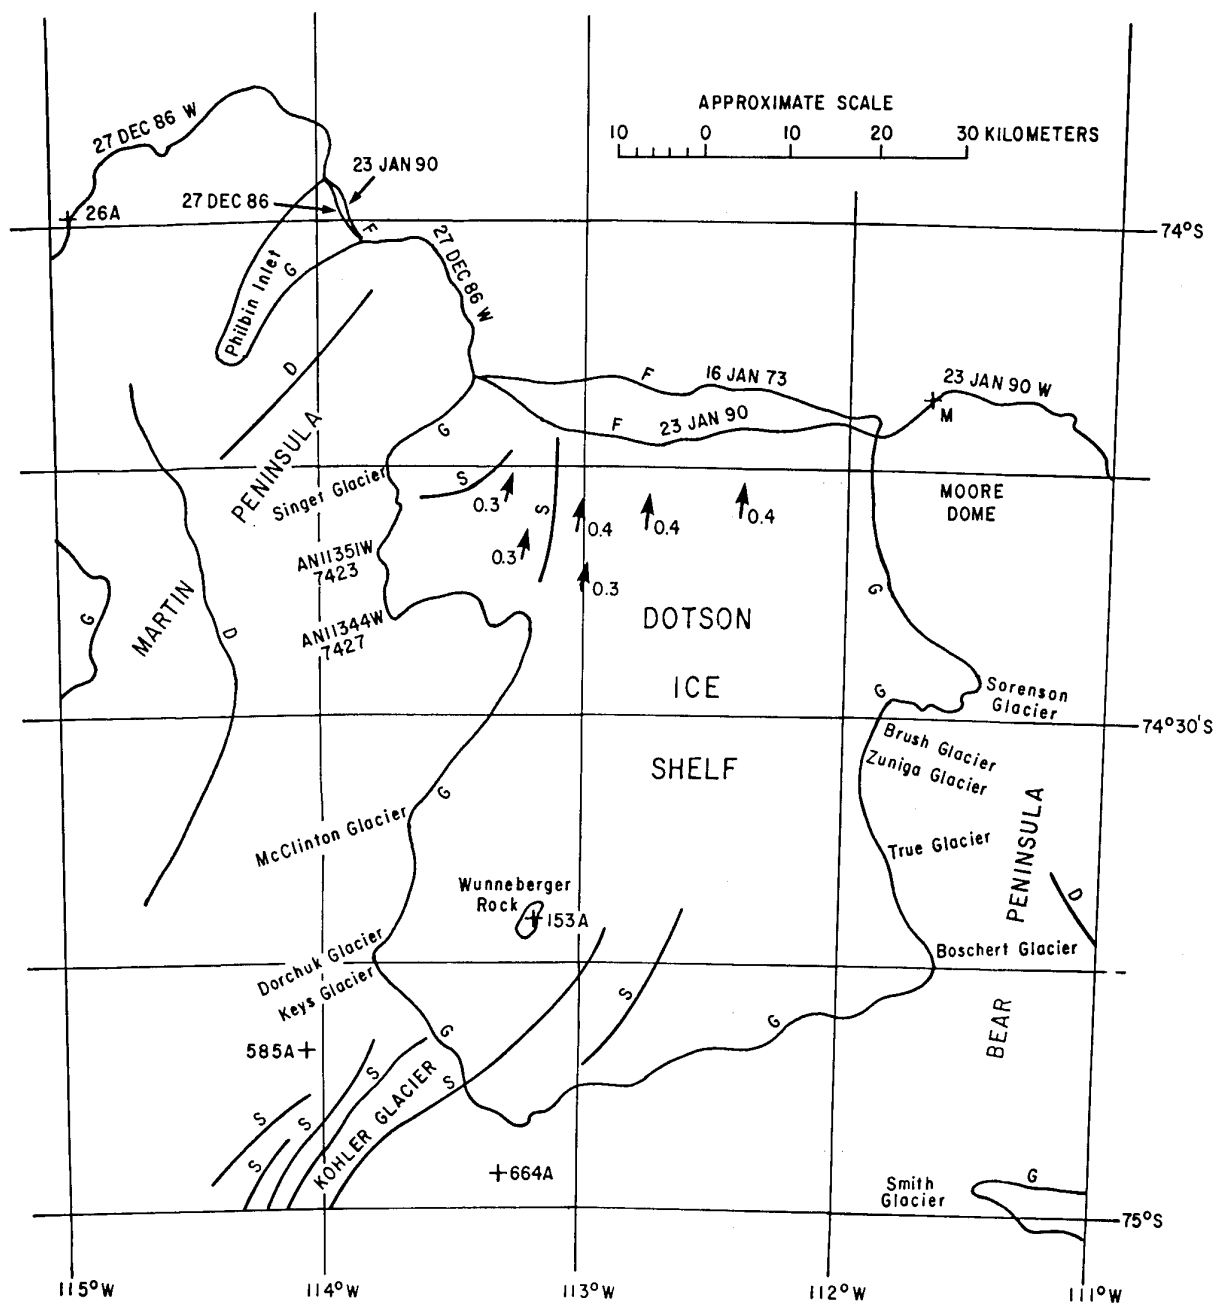 APPROXIMATE SCALE
10 0 10 20 30 KILOMETERS
27 DEC 86 W
23 JAN 90
27 DEC 86
26A
F
74°S
27 DEC 86 W
G
Philbin Inlet
D
F
16 JAN 73
23 JAN 90 W
M
F
23 JAN 90
G
PENINSULA
Singer Glacier
S
0.3
S
0.4
0.4
0.4
MOORE
DOME
AN11351W
7423
0.3
0.3
G
MARTIN
G
D
AN11344W
7427
DOTSON
ICE
SHELF
G
Sorenson
Glacier
74°30'S
Brush Glacier
Zuniga Glacier
G
McClinton Glacier
True Glacier
PENINSULA
Wunneberger
Rock
153A
D
Dorchuk Glacier
Keys Glacier
Boschert Glacier
S
G
G
BEAR
585A
S
S
KOHLER GLACIER
S
S
S
664A
Smith
Glacier
G
75°S
115°W
114°W
113°W
112°W
111°W